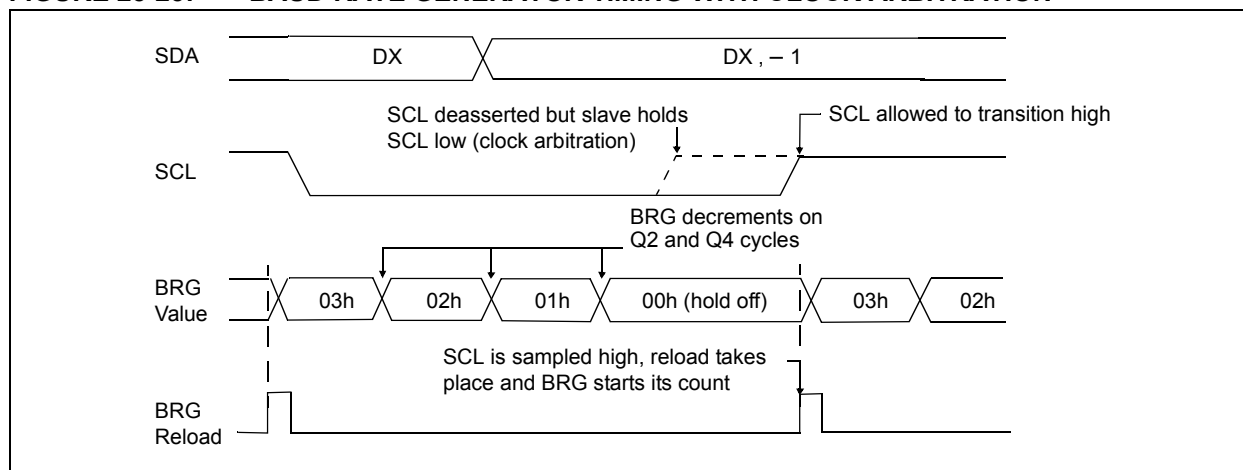 SDA DX DX , – 1
SCL deasserted but slave holds
SCL low (clock arbitration)
SCL allowed to transition high
SCL
BRG decrements on
Q2 and Q4 cycles
BRG
Value
03h 02h 01h 00h (hold off) 03h 02h
SCL is sampled high, reload takes
place and BRG starts its count
BRG
Reload